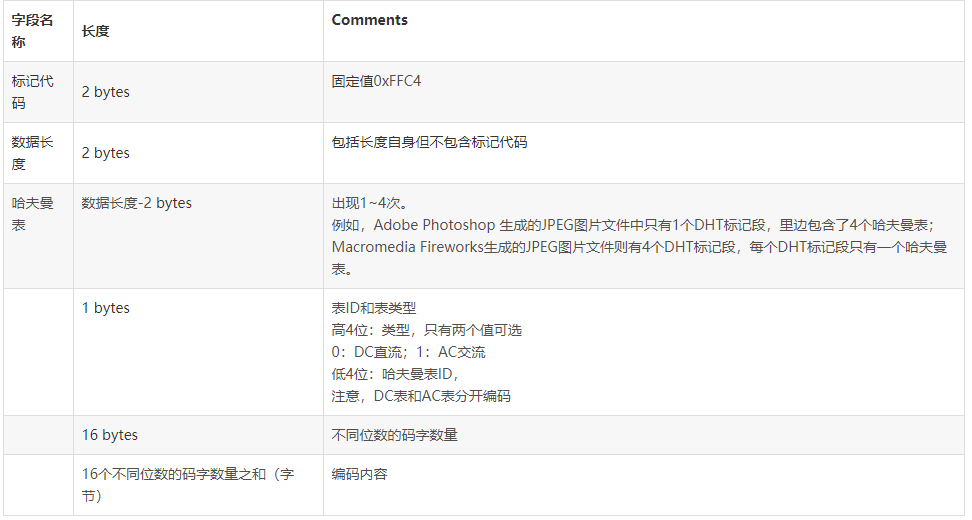 字段名
称
长度
Comments
标记代
码
2 bytes
固定值0xFFC4
数据长
度
2 bytes
包括长度自身但不包含标记代码
哈夫曼
表
数据长度-2 bytes
出现1~4次。
例如，Adobe Photoshop 生成的JPEG图片文件中只有1个DHT标记段，里边包含了4个哈夫曼表；
Macromedia Fireworks生成的JPEG图片文件则有4个DHT标记段，每个DHT标记段只有一个哈夫曼
表。
1 bytes
表ID和表类型
高4位：类型，只有两个值可选
0：DC直流；1：AC交流
低4位：哈夫曼表ID，
注意，DC表和AC表分开编码
16 bytes
不同位数的码字数量
16个不同位数的码字数量之和（字
节）
编码内容